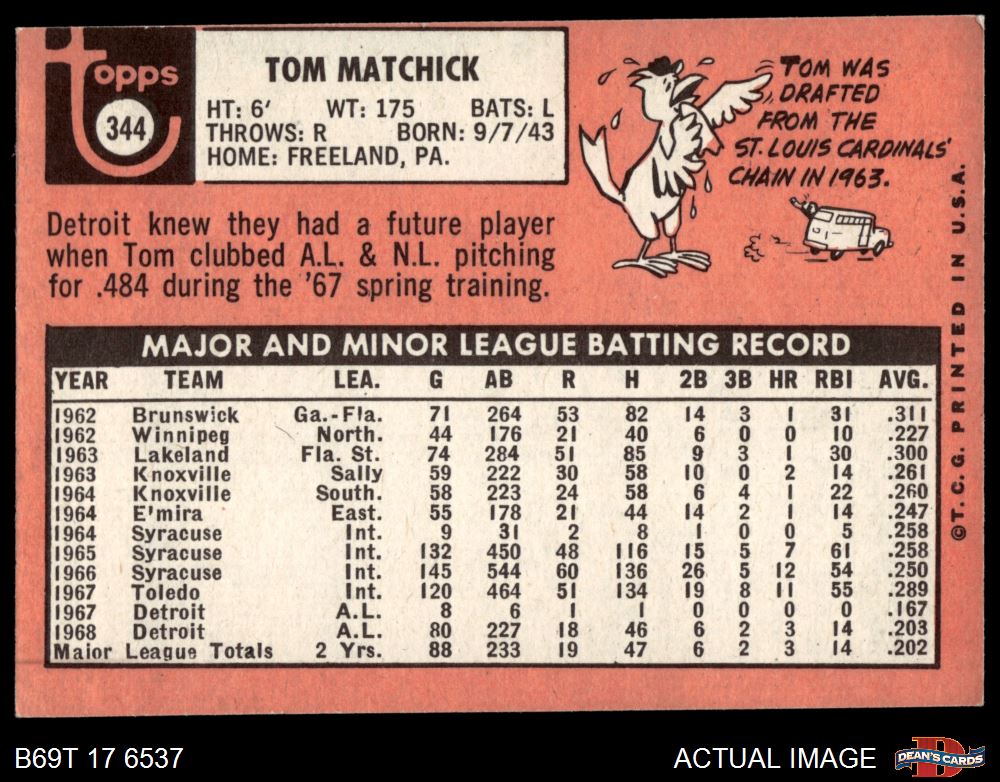 topps
344
TOM MATCHICK
HT: 6' WT: 175 BATS: L
THROWS: R BORN: 9/7/43
HOME: FREELAND, PA.
TOM WAS
DRAFTED
FROM THE
ST. LOUIS CARDINALS'
CHAIN IN 1963.
Detroit knew they had a future player
when Tom clubbed A.L. & N.L. pitching
for .484 during the '67 spring training.
MAJOR AND MINOR LEAGUE BATTING RECORD
YEAR TEAM LEA. G AB R H 2B 3B HR RBI AVG.
1962 Brunswick Ga.-Fla. 71 264 53 82 14 3 1 31 .311
1962 Winnipeg North. 44 176 21 40 6 0 0 10 .227
1963 Lakeland Fla. St. 74 284 51 85 9 3 1 30 .300
1963 Knoxville Sally 59 222 30 58 10 0 2 14 .261
1964 Knoxville South. 58 223 24 58 6 4 1 22 .260
1964 E'mira East. 55 178 21 44 14 2 1 14 .247
1964 Syracuse Int. 9 31 2 8 1 0 0 5 .258
1965 Syracuse Int. 132 450 48 116 15 5 7 61 .258
1966 Syracuse Int. 145 544 60 136 26 5 12 54 .250
1967 Toledo Int. 120 464 51 134 19 8 11 55 .289
1967 Detroit A.L. 8 6 1 1 0 0 0 0 .167
1968 Detroit A.L. 80 227 18 46 6 2 3 14 .203
Major League Totals 2 Yrs. 88 233 19 47 6 2 3 14 .202
©T.C.G. PRINTED IN U.S.A.
B69T 17 6537
ACTUAL IMAGE
D
DEAN'S CARDS